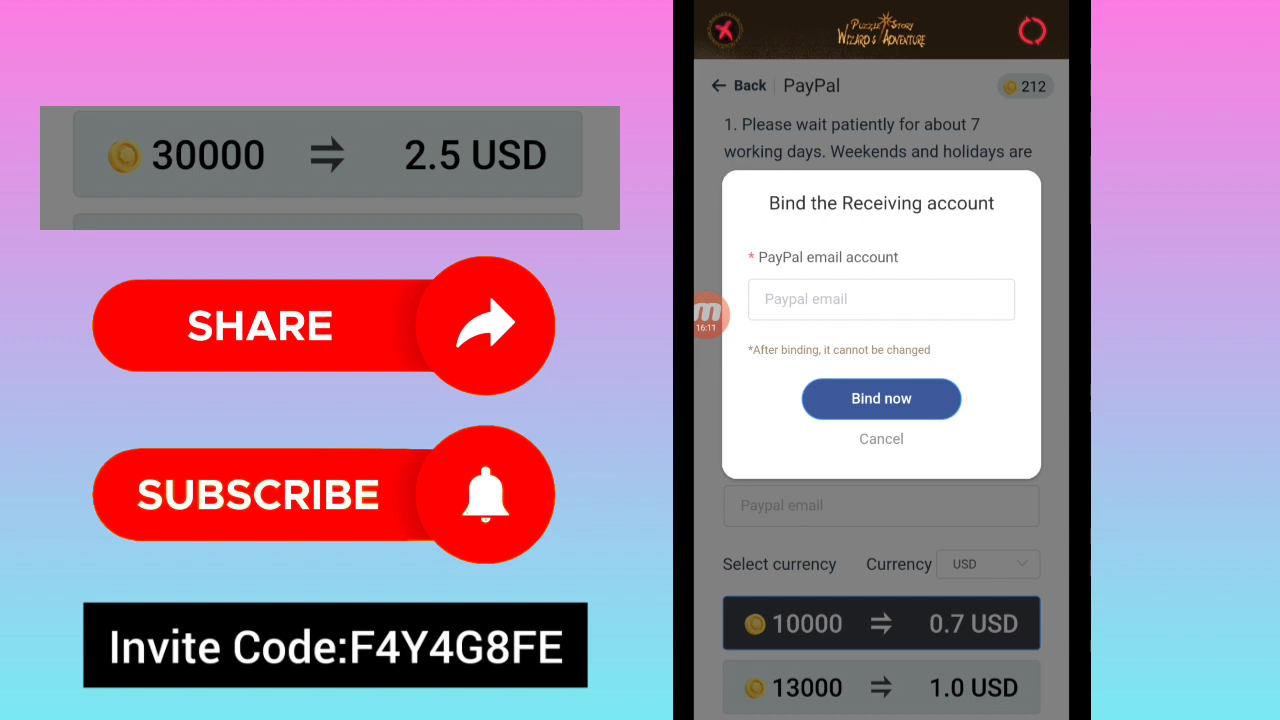 30000 ⇌ 2.5 USD
SHARE
SUBSCRIBE
Invite Code:F4Y4G8FE
PUZZLE STORY
WIZARD'S ADVENTURE
← Back PayPal 212
1. Please wait patiently for about 7
working days. Weekends and holidays are
Bind the Receiving account
* PayPal email account
Paypal email
m
16:11
*After binding, it cannot be changed
Bind now
Cancel
Paypal email
Select currency Currency USD
10000 ⇌ 0.7 USD
13000 ⇌ 1.0 USD